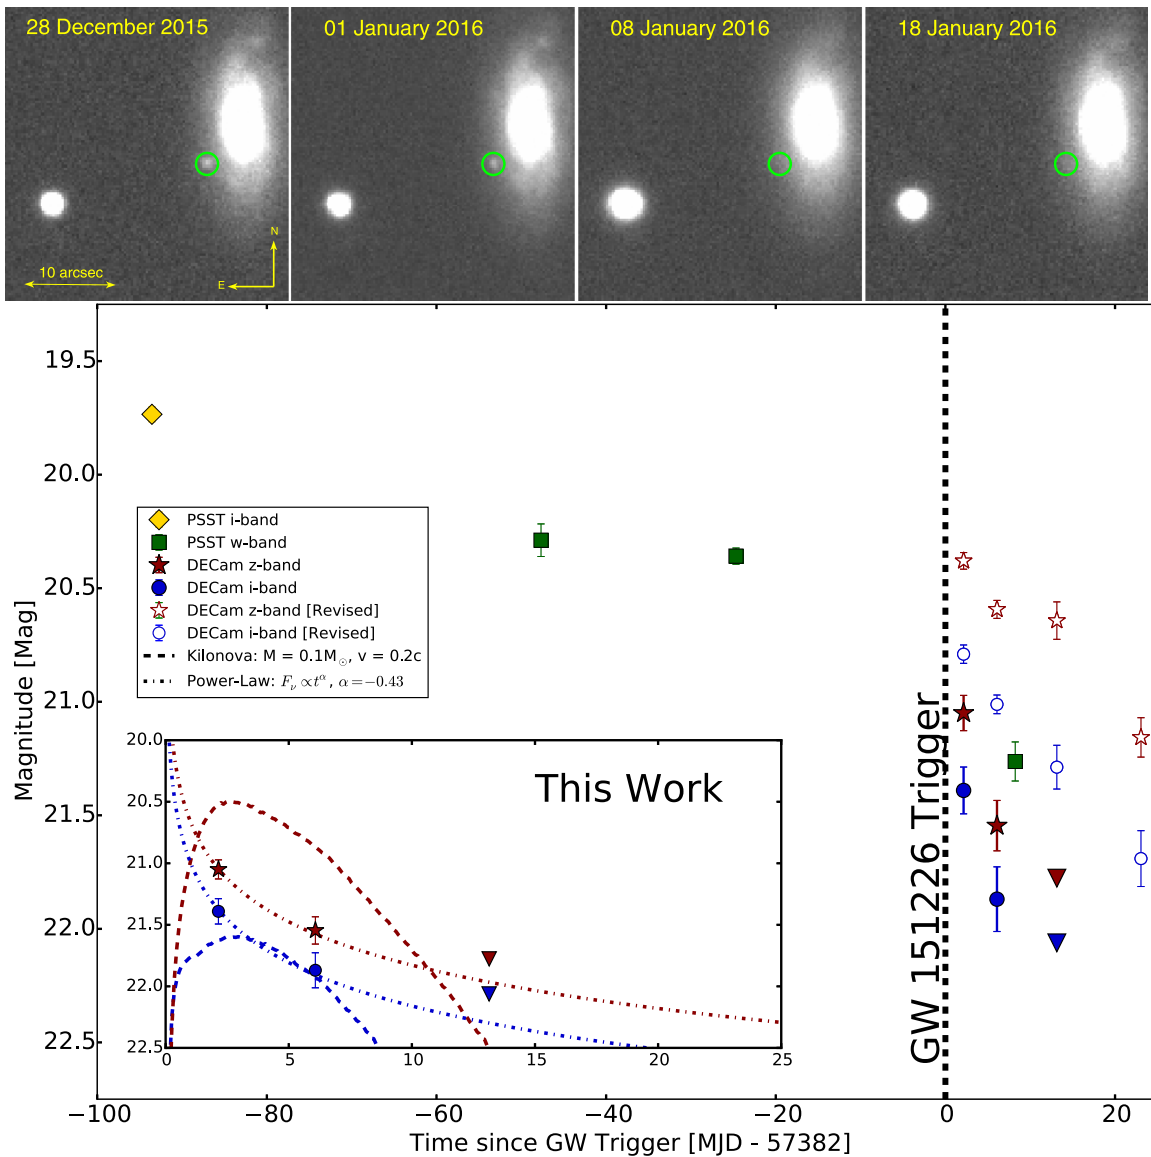 28 December 2015
01 January 2016
08 January 2016
18 January 2016
N
E
10 arcsec
19.5
20.0
20.5
21.0
21.5
22.0
22.5
Magnitude [Mag]
PSST i-band
PSST w-band
DECam z-band
DECam i-band
DECam z-band [Revised]
DECam i-band [Revised]
Kilonova: M = 0.1M☉, v = 0.2c
Power-Law: Fν ∝ t^α, α = −0.43
This Work
20.0
20.5
21.0
21.5
22.0
22.5
0 5 10 15 20 25
GW 151226 Trigger
−100 −80 −60 −40 −20 0 20
Time since GW Trigger [MJD - 57382]